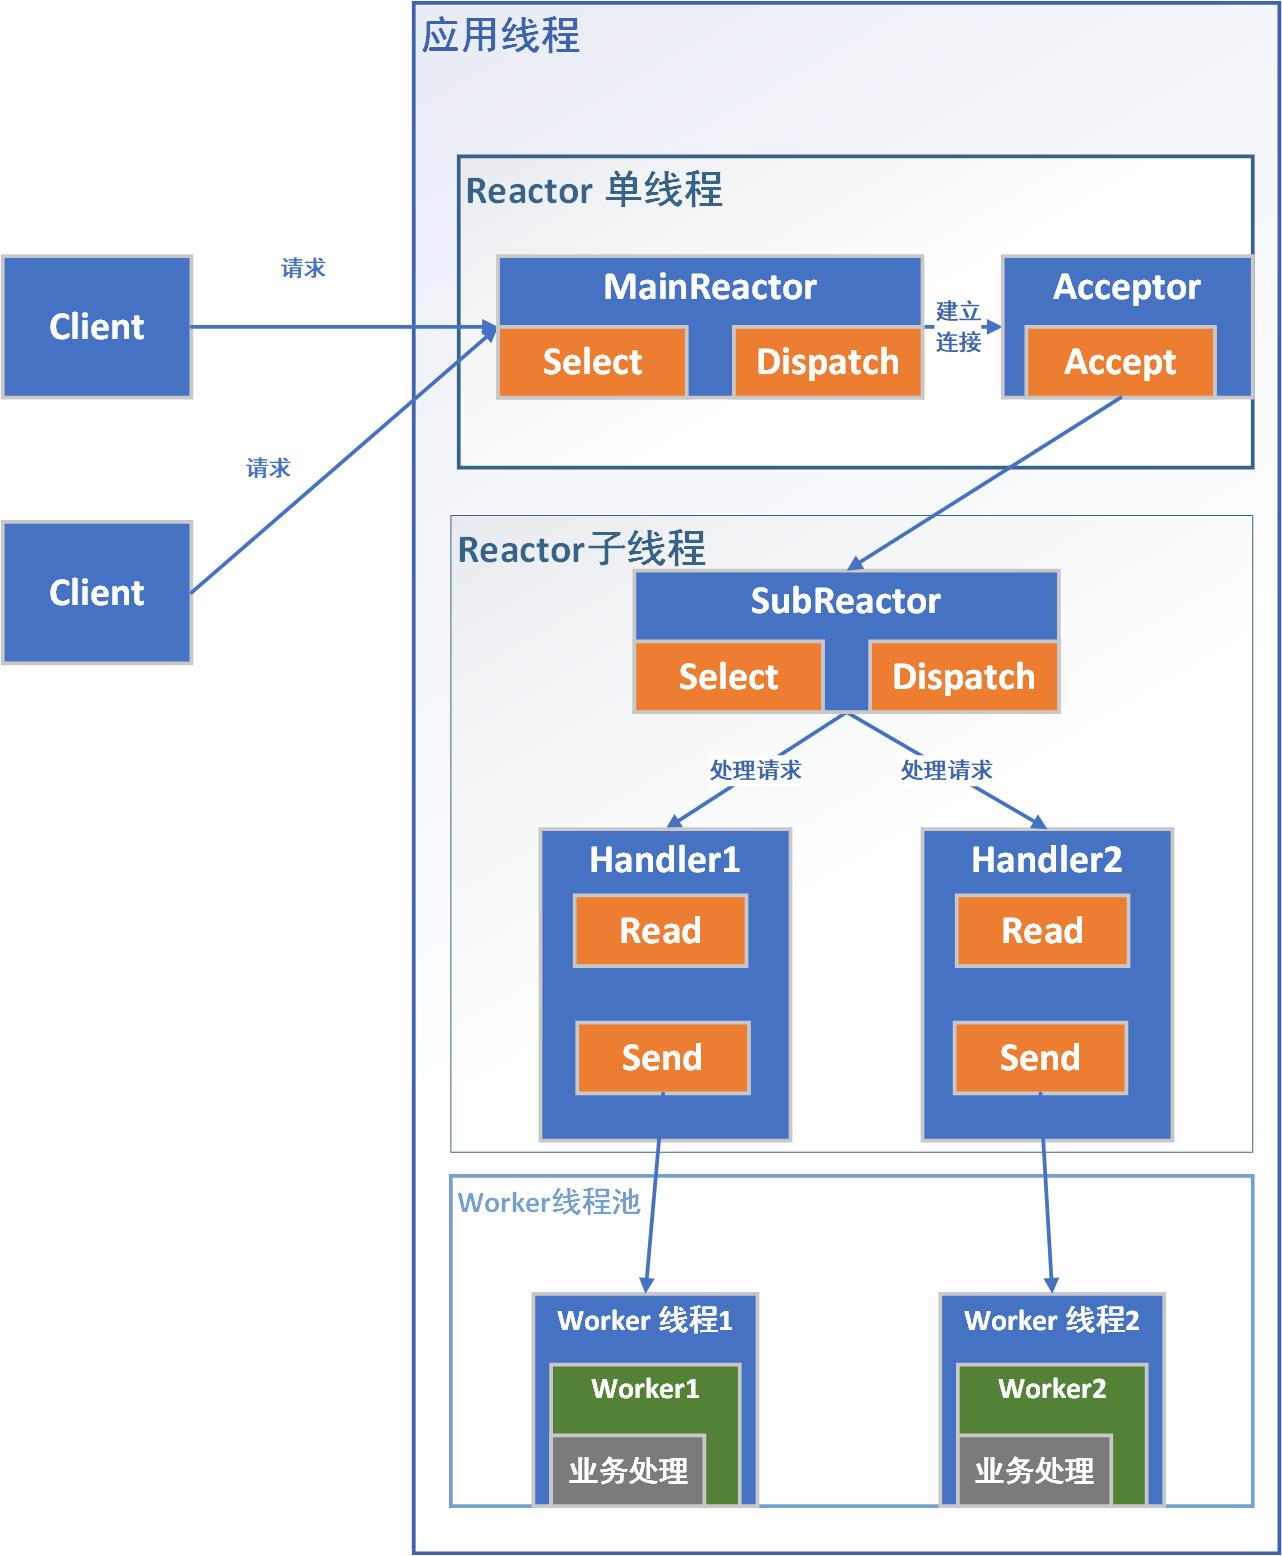 应用线程
Reactor 单线程
请求
Client
MainReactor
Select
Dispatch
建立
连接
Acceptor
Accept
请求
Client
Reactor子线程
SubReactor
Select
Dispatch
处理请求
处理请求
Handler1
Read
Send
Handler2
Read
Send
Worker线程池
Worker 线程1
Worker1
业务处理
Worker 线程2
Worker2
业务处理